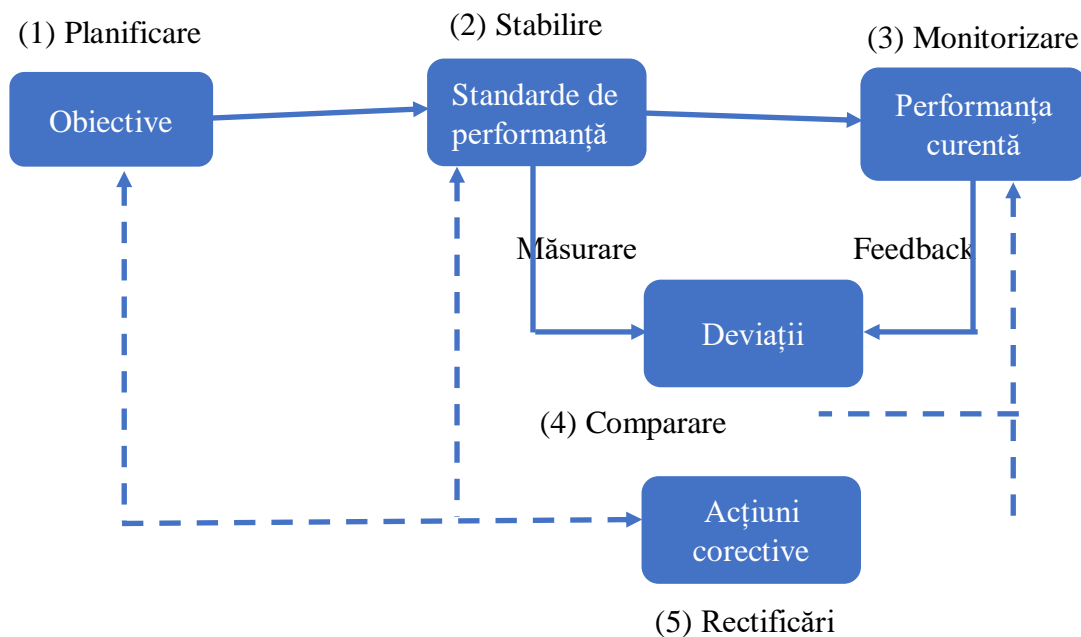 (1) Planificare
(2) Stabilire
(3) Monitorizare
Obiective
Standarde de
performanță
Performanța
curentă
Măsurare
Feedback
Deviații
(4) Comparare
Acțiuni
corective
(5) Rectificări